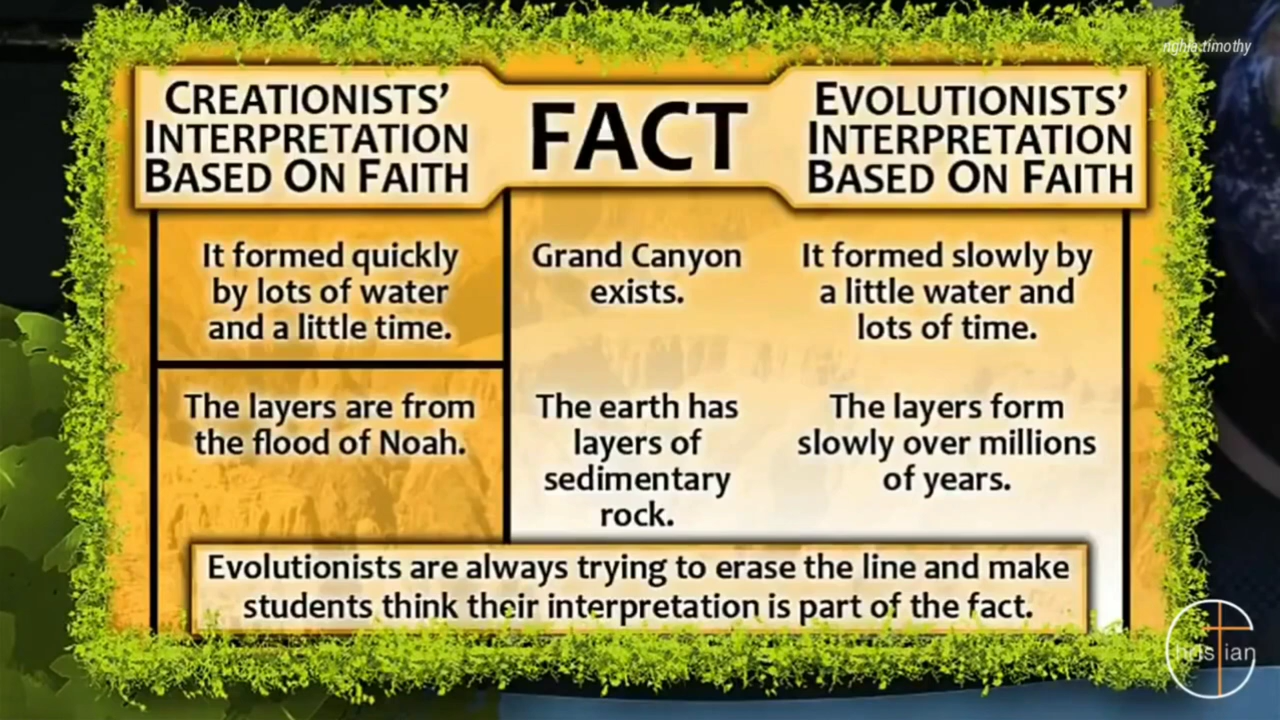 nghia.timothy
CREATIONISTS'
INTERPRETATION
BASED ON FAITH
FACT
EVOLUTIONISTS'
INTERPRETATION
BASED ON FAITH
It formed quickly
by lots of water
and a little time.
Grand Canyon
exists.
It formed slowly by
a little water and
lots of time.
The layers are from
the flood of Noah.
The earth has
layers of
sedimentary
rock.
The layers form
slowly over millions
of years.
Evolutionists are always trying to erase the line and make
students think their interpretation is part of the fact.
Christian